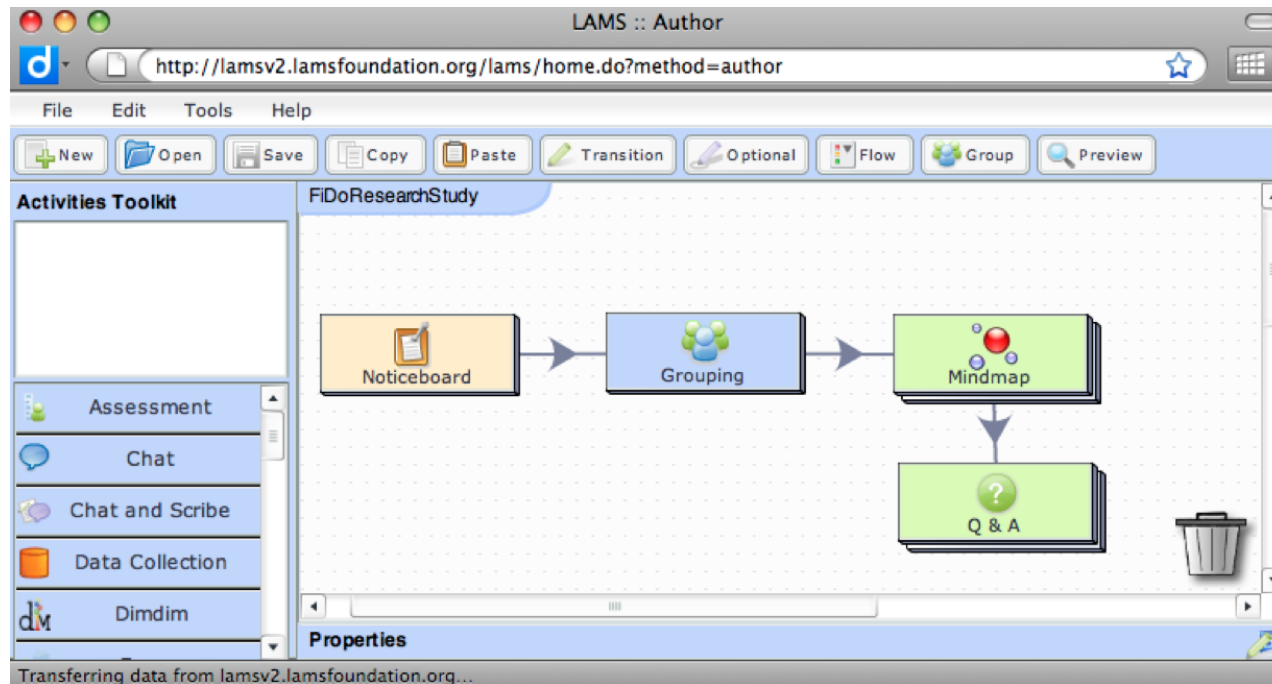 LAMS :: Author
http://lamsv2.lamsfoundation.org/lams/home.do?method=author
File Edit Tools Help
New Open Save Copy Paste Transition Optional Flow Group Preview
Activities Toolkit
FiDoResearchStudy
Noticeboard
Grouping
Mindmap
Q & A
Assessment
Chat
Chat and Scribe
Data Collection
Dimdim
Properties
Transferring data from lamsv2.lamsfoundation.org...